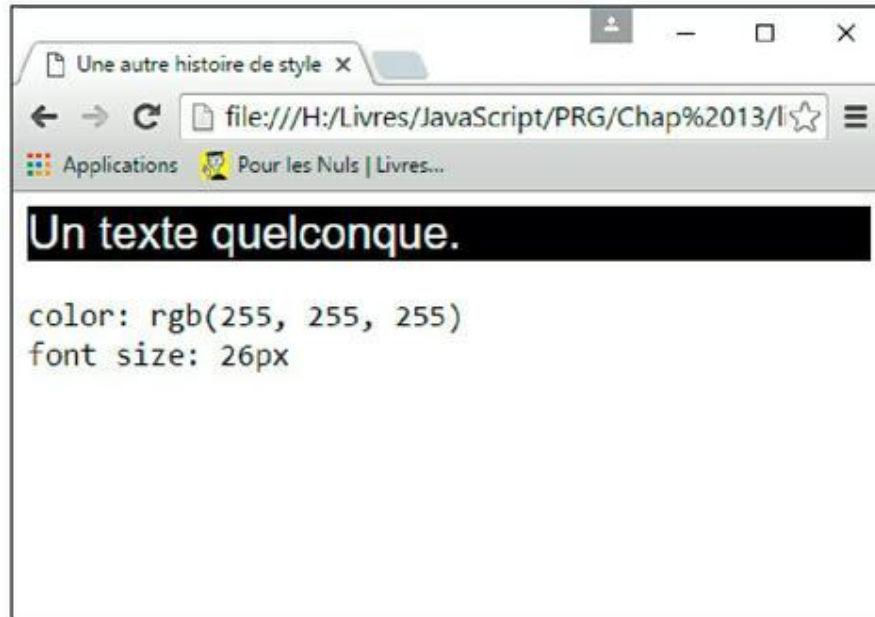 Une autre histoire de style
file:///H:/Livres/JavaScript/PRG/Chap%2013/li
Applications
Pour les Nuls | Livres...
Un texte quelconque.
color: rgb(255, 255, 255)
font size: 26px